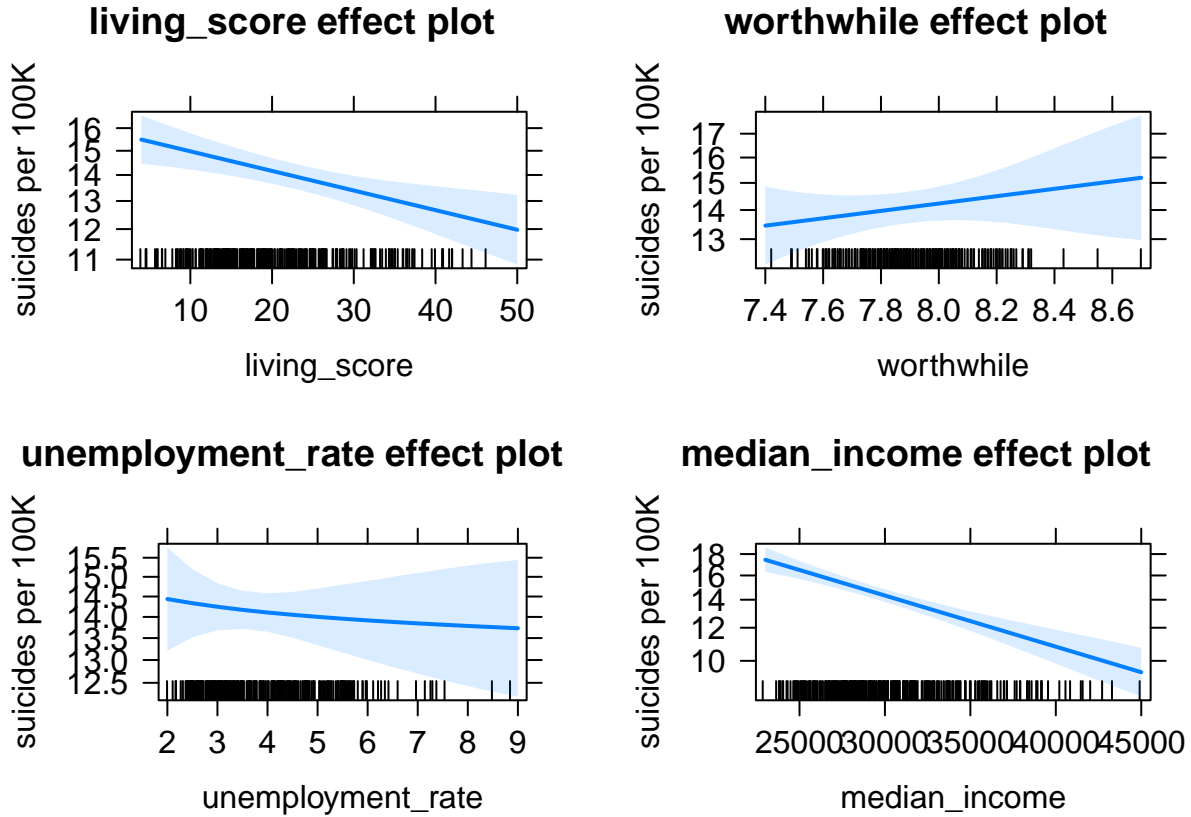 living_score effect plot
suicides per 100K
16
15
14
13
12
11
10 20 30 40 50
living_score
worthwhile effect plot
suicides per 100K
17
16
15
14
13
7.4 7.6 7.8 8.0 8.2 8.4 8.6
worthwhile
unemployment_rate effect plot
suicides per 100K
15.5
15.0
14.5
14.0
13.5
13.0
12.5
2 3 4 5 6 7 8 9
unemployment_rate
median_income effect plot
suicides per 100K
18
16
14
12
10
25000 30000 35000 40000 45000
median_income